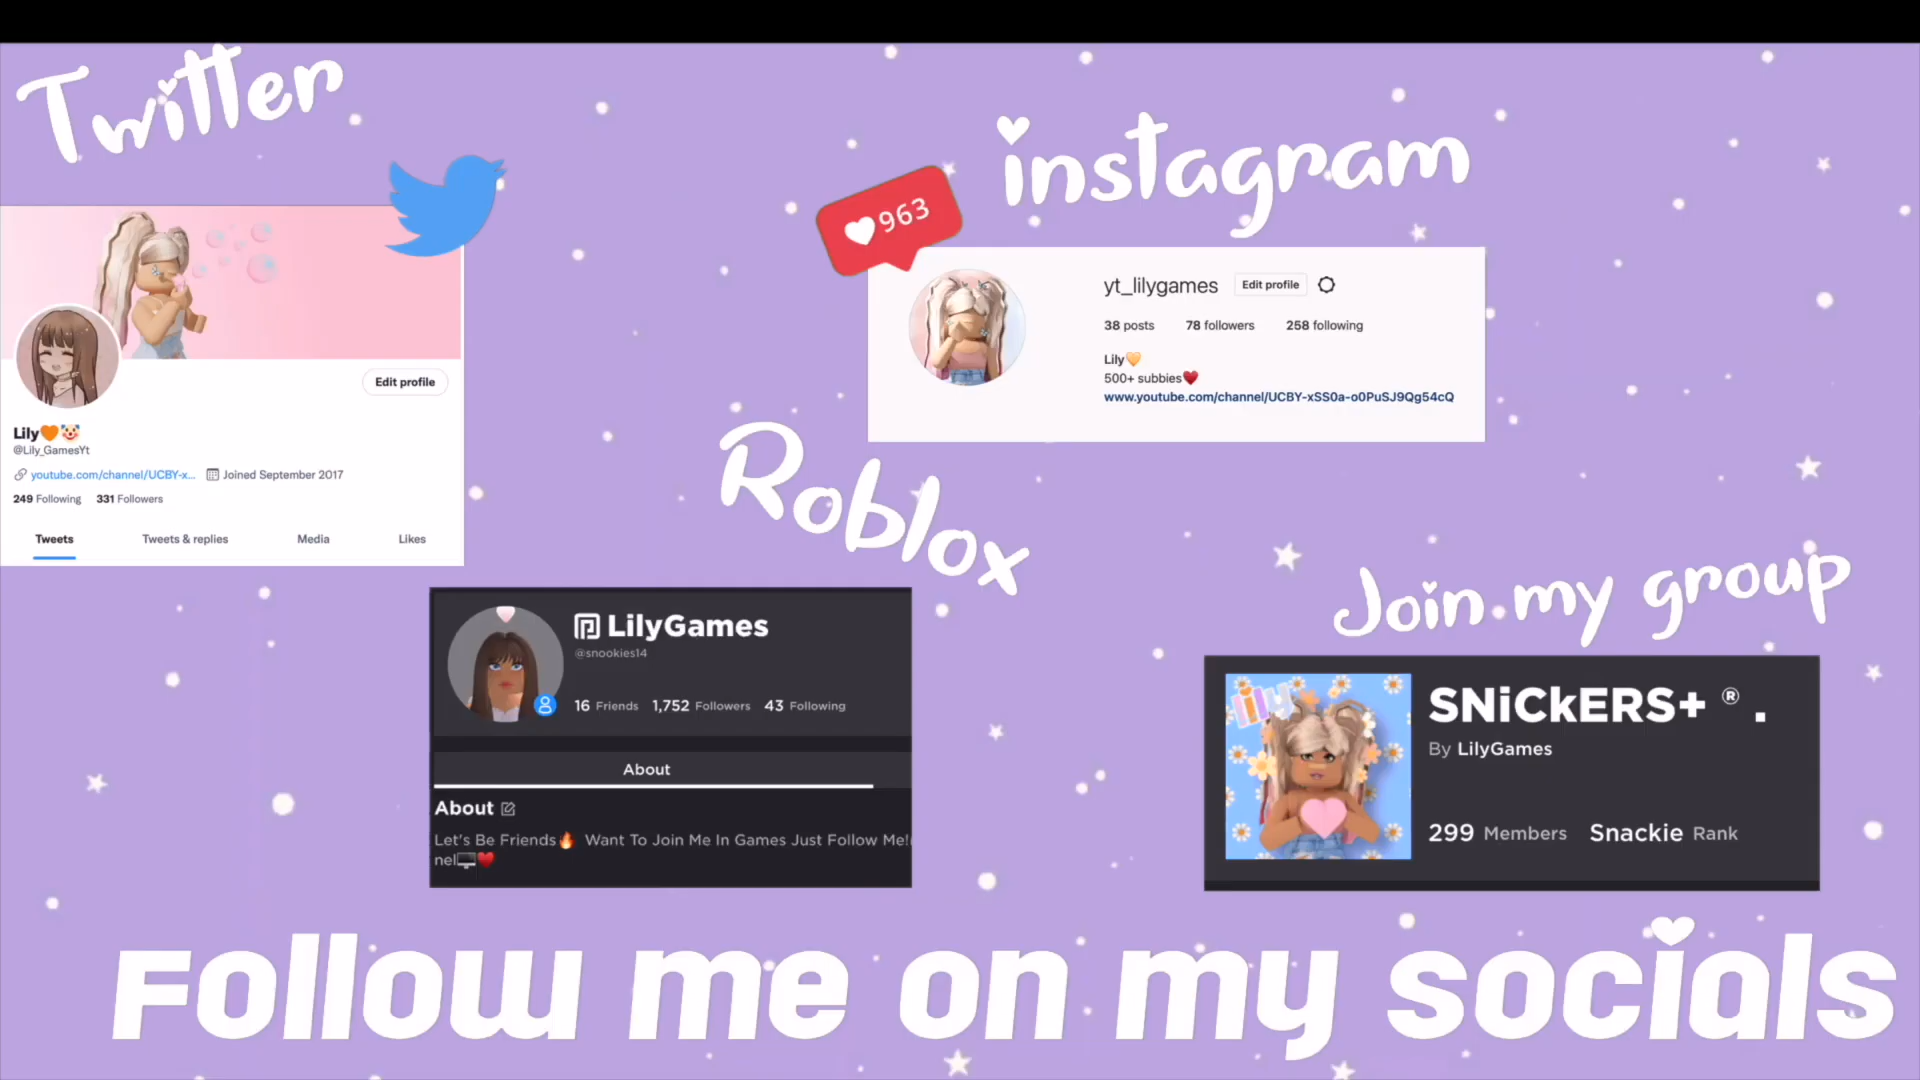 Twitter
Edit profile
Lily🧡🤡
@Lily_GamesYt
youtube.com/channel/UCBY-x... Joined September 2017
249 Following 331 Followers
Tweets Tweets & replies Media Likes
instagram
963
yt_lilygames Edit profile
38 posts 78 followers 258 following
Lily🧡
500+ subbies❤️
www.youtube.com/channel/UCBY-xSS0a-o0PuSJ9Qg54cQ
Roblox
LilyGames
@snookies14
16 Friends 1,752 Followers 43 Following
About
About
Let's Be Friends🔥 Want To Join Me In Games Just Follow Me!
nel🖥️❤️
Join my group
lily
SNiCkERS+ ® .
By LilyGames
299 Members Snackie Rank
Follow me on my socials